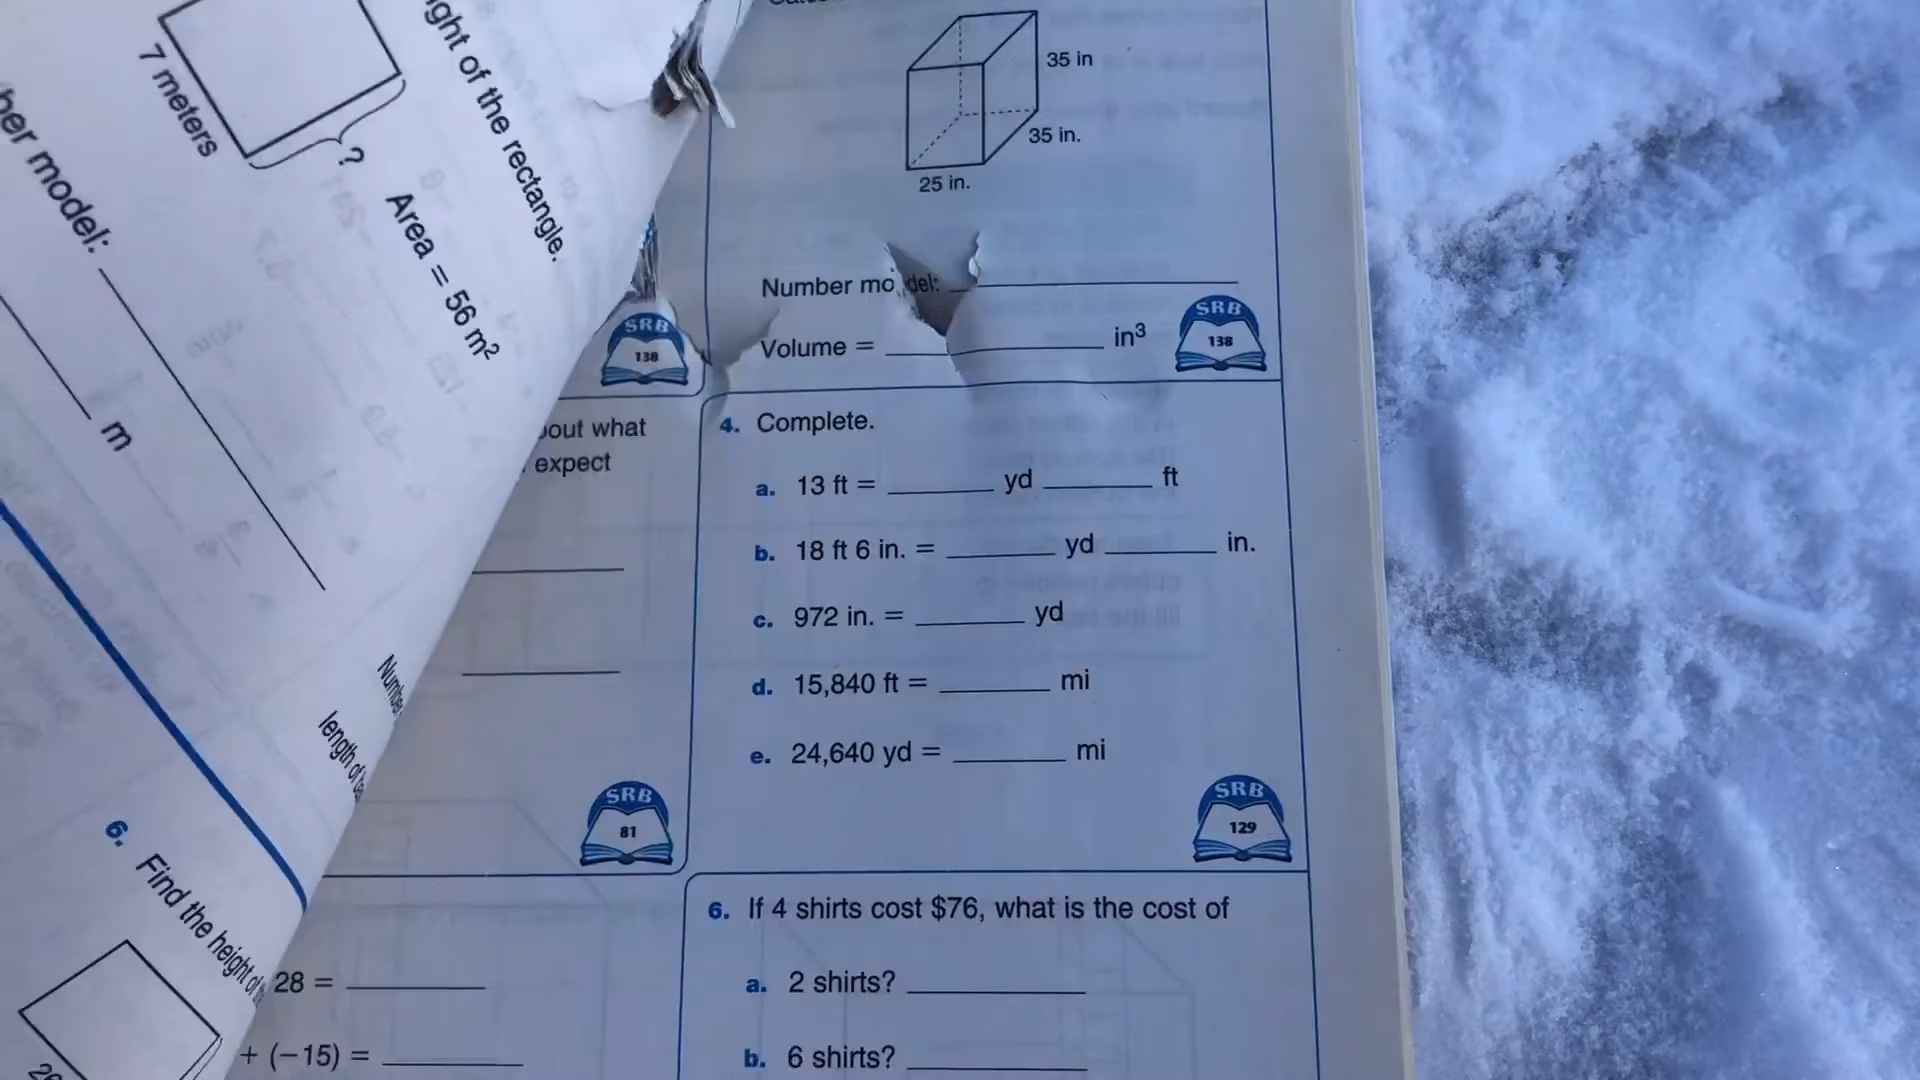 7 meters
?
ght of the rectangle.
Area = 56 m²
er model:
m
6. Find the height of
35 in
35 in.
25 in.
Number model:
Volume = in³
SRB
138
SRB
138
out what
expect
length of
SRB
81
28 =
+ (−15) =
4. Complete.
a. 13 ft = yd ft
b. 18 ft 6 in. = yd in.
c. 972 in. = yd
d. 15,840 ft = mi
e. 24,640 yd = mi
SRB
129
6. If 4 shirts cost $76, what is the cost of
a. 2 shirts?
b. 6 shirts?